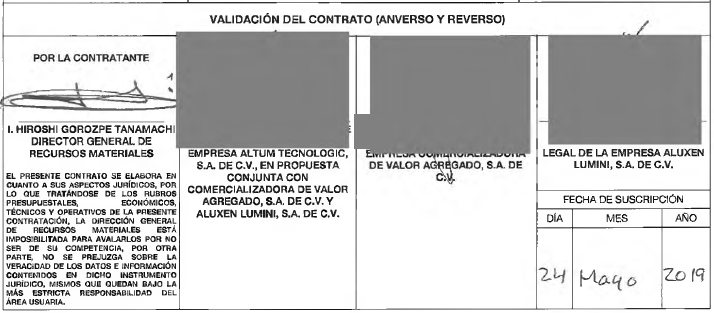 VALIDACIÓN DEL CONTRATO (ANVERSO Y REVERSO)
POR LA CONTRATANTE
I. HIROSHI GOROZPE TANAMACHI
DIRECTOR GENERAL DE
RECURSOS MATERIALES
EL PRESENTE CONTRATO SE ELABORA EN
CUANTO A SUS ASPECTOS JURÍDICOS, POR
LO QUE TRATÁNDOSE DE LOS RUBROS
PRESUPUESTALES, ECONÓMICOS,
TÉCNICOS Y OPERATIVOS DE LA PRESENTE
CONTRATACIÓN, LA DIRECCIÓN GENERAL
DE RECURSOS MATERIALES ESTÁ
IMPOSIBILITADA PARA AVALARLOS POR NO
SER DE SU COMPETENCIA, POR OTRA
PARTE, NO SE PREJUZGA SOBRE LA
VERACIDAD DE LOS DATOS E INFORMACIÓN
CONTENIDOS EN DICHO INSTRUMENTO
JURÍDICO, MISMOS QUE QUEDAN BAJO LA
MÁS ESTRICTA RESPONSABILIDAD DEL
ÁREA USUARIA.
EMPRESA ALTUM TECNOLOGIC,
S.A. DE C.V., EN PROPUESTA
CONJUNTA CON
COMERCIALIZADORA DE VALOR
AGREGADO, S.A. DE C.V. Y
ALUXEN LUMINI, S.A. DE C.V.
EMPRESA COMERCIALIZADORA
DE VALOR AGREGADO, S.A. DE
C.V.
LEGAL DE LA EMPRESA ALUXEN
LUMINI, S.A. DE C.V.
FECHA DE SUSCRIPCIÓN
DÍA MES AÑO
24 Mayo 2019